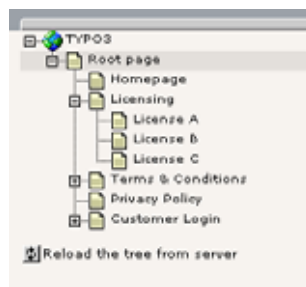 TYPO3
Root page
Homepage
Licensing
License A
License B
License C
Terms & Conditions
Privacy Policy
Customer Login
Reload the tree from server